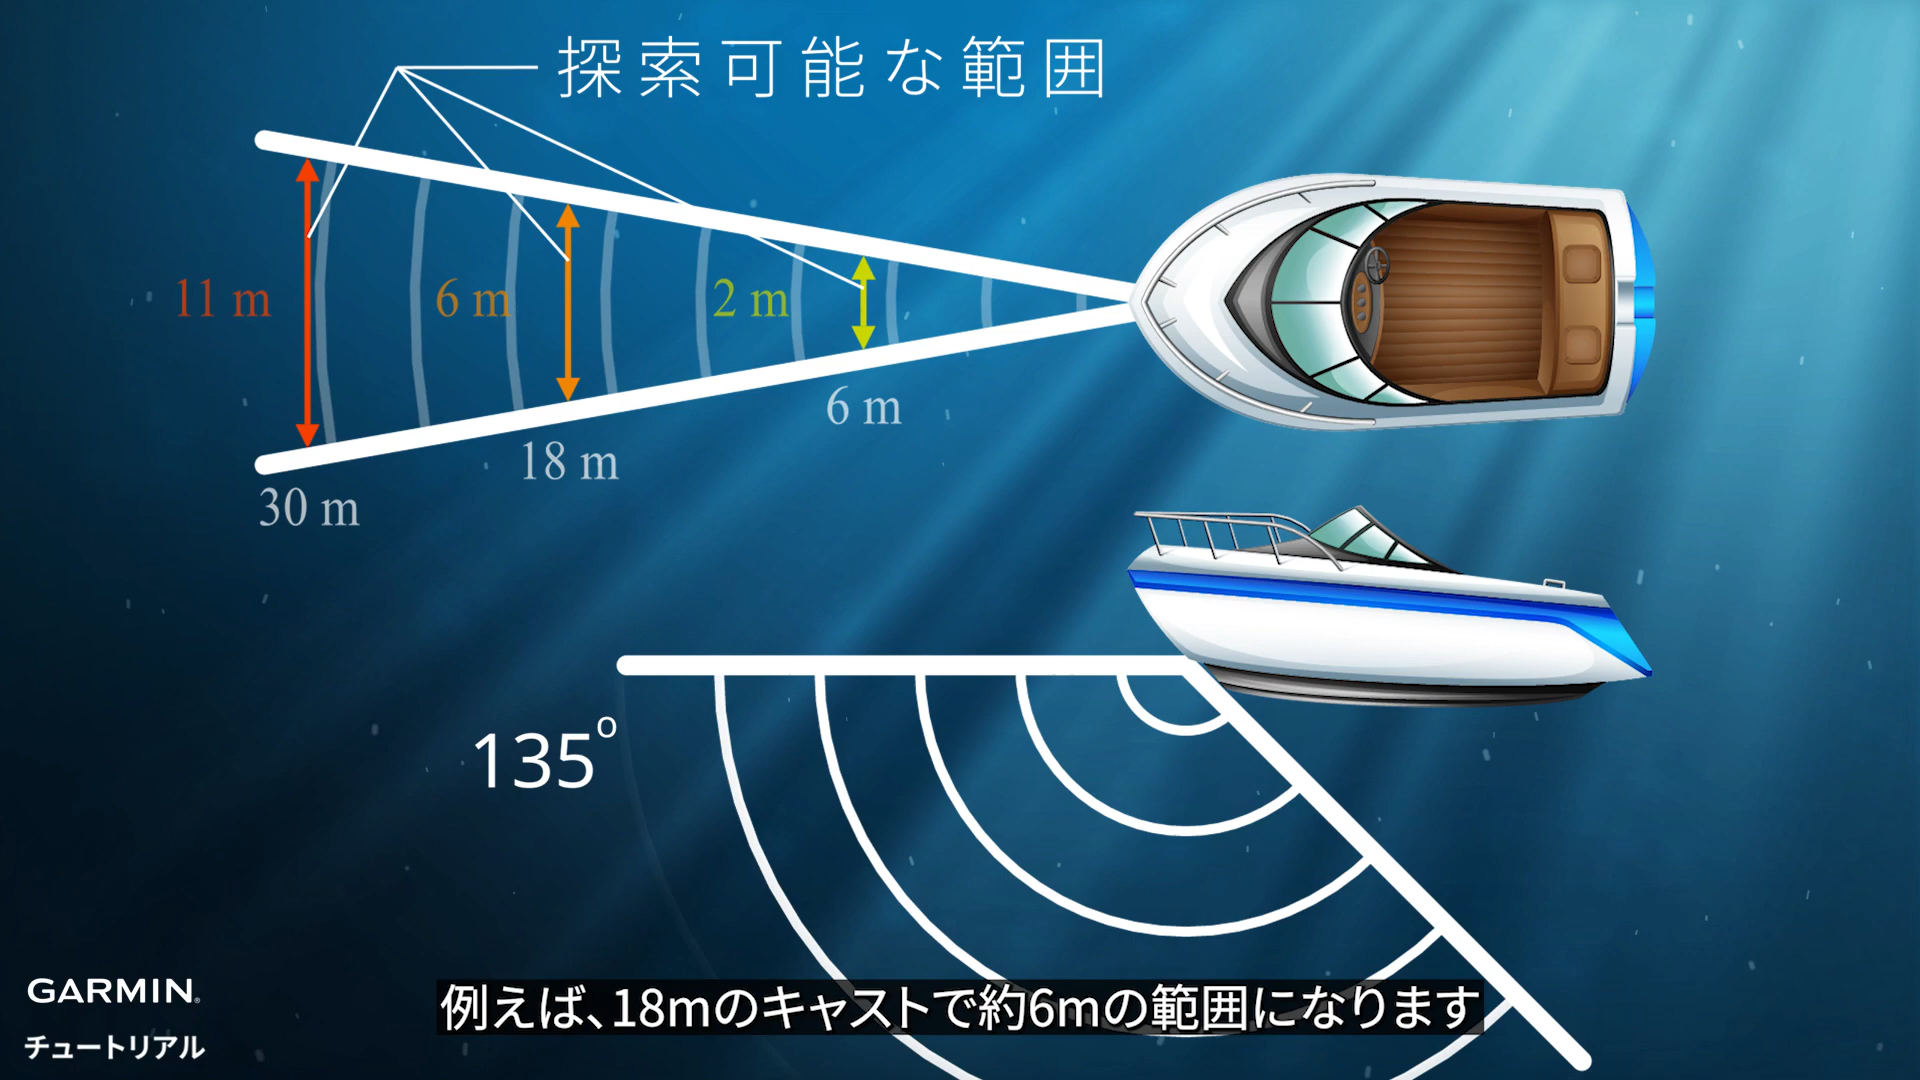 探索可能な範囲
11 m
6 m
2 m
6 m
18 m
30 m
135°
GARMIN
チュートリアル
例えば、18mのキャストで約6mの範囲になります